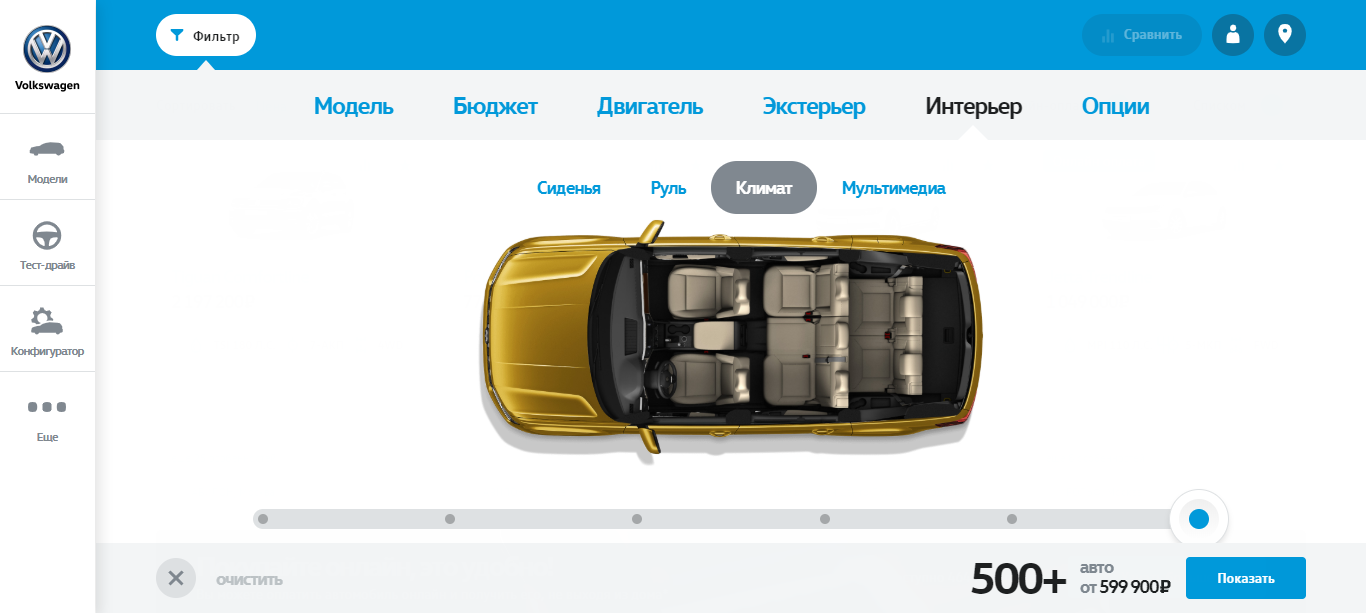 Volkswagen
Модели
Тест-драйв
Конфигуратор
Еще
Фильтр
Сравнить
Модель
Бюджет
Двигатель
Экстерьер
Интерьер
Опции
Сиденья
Руль
Климат
Мультимедиа
очистить
500+
авто
от 599 900₽
Показать